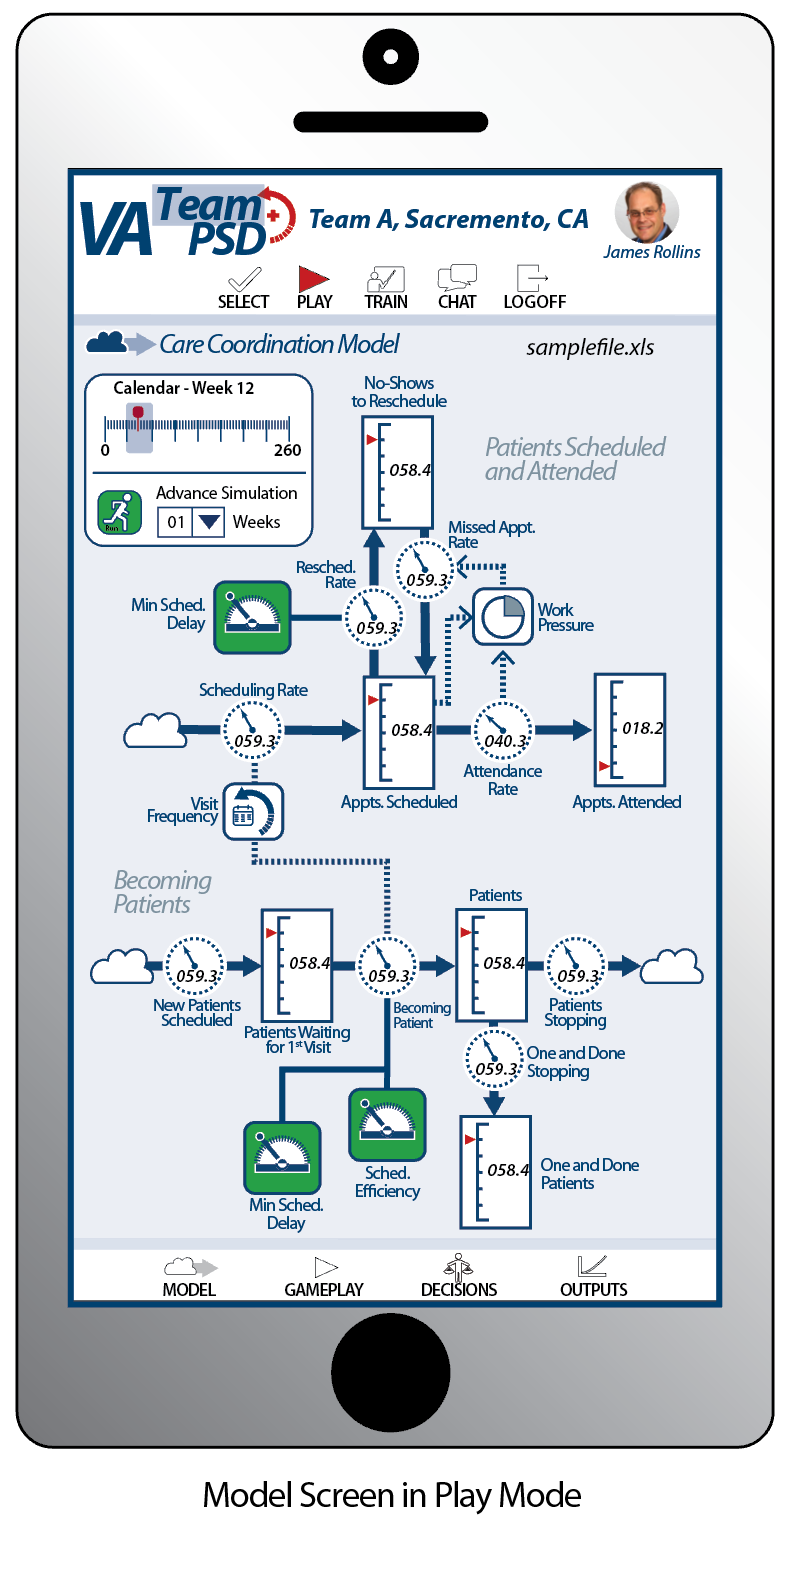 VA Team
PSD
Team A, Sacremento, CA
James Rollins
SELECT
PLAY
TRAIN
CHAT
LOGOFF
Care Coordination Model
samplefile.xls
Calendar - Week 12
0
260
Advance Simulation
Run
01
Weeks
No-Shows
to Reschedule
058.4
Patients Scheduled
and Attended
Missed Appt.
Rate
059.3
Resched.
Rate
059.3
Min Sched.
Delay
Work
Pressure
Scheduling Rate
059.3
058.4
Appts. Scheduled
040.3
Attendance
Rate
018.2
Appts. Attended
Visit
Frequency
Becoming
Patients
059.3
New Patients
Scheduled
058.4
Patients Waiting
for 1st Visit
059.3
Becoming
Patient
Patients
058.4
059.3
Patients
Stopping
059.3
One and Done
Stopping
058.4
One and Done
Patients
Min Sched.
Delay
Sched.
Efficiency
MODEL
GAMEPLAY
DECISIONS
OUTPUTS
Model Screen in Play Mode